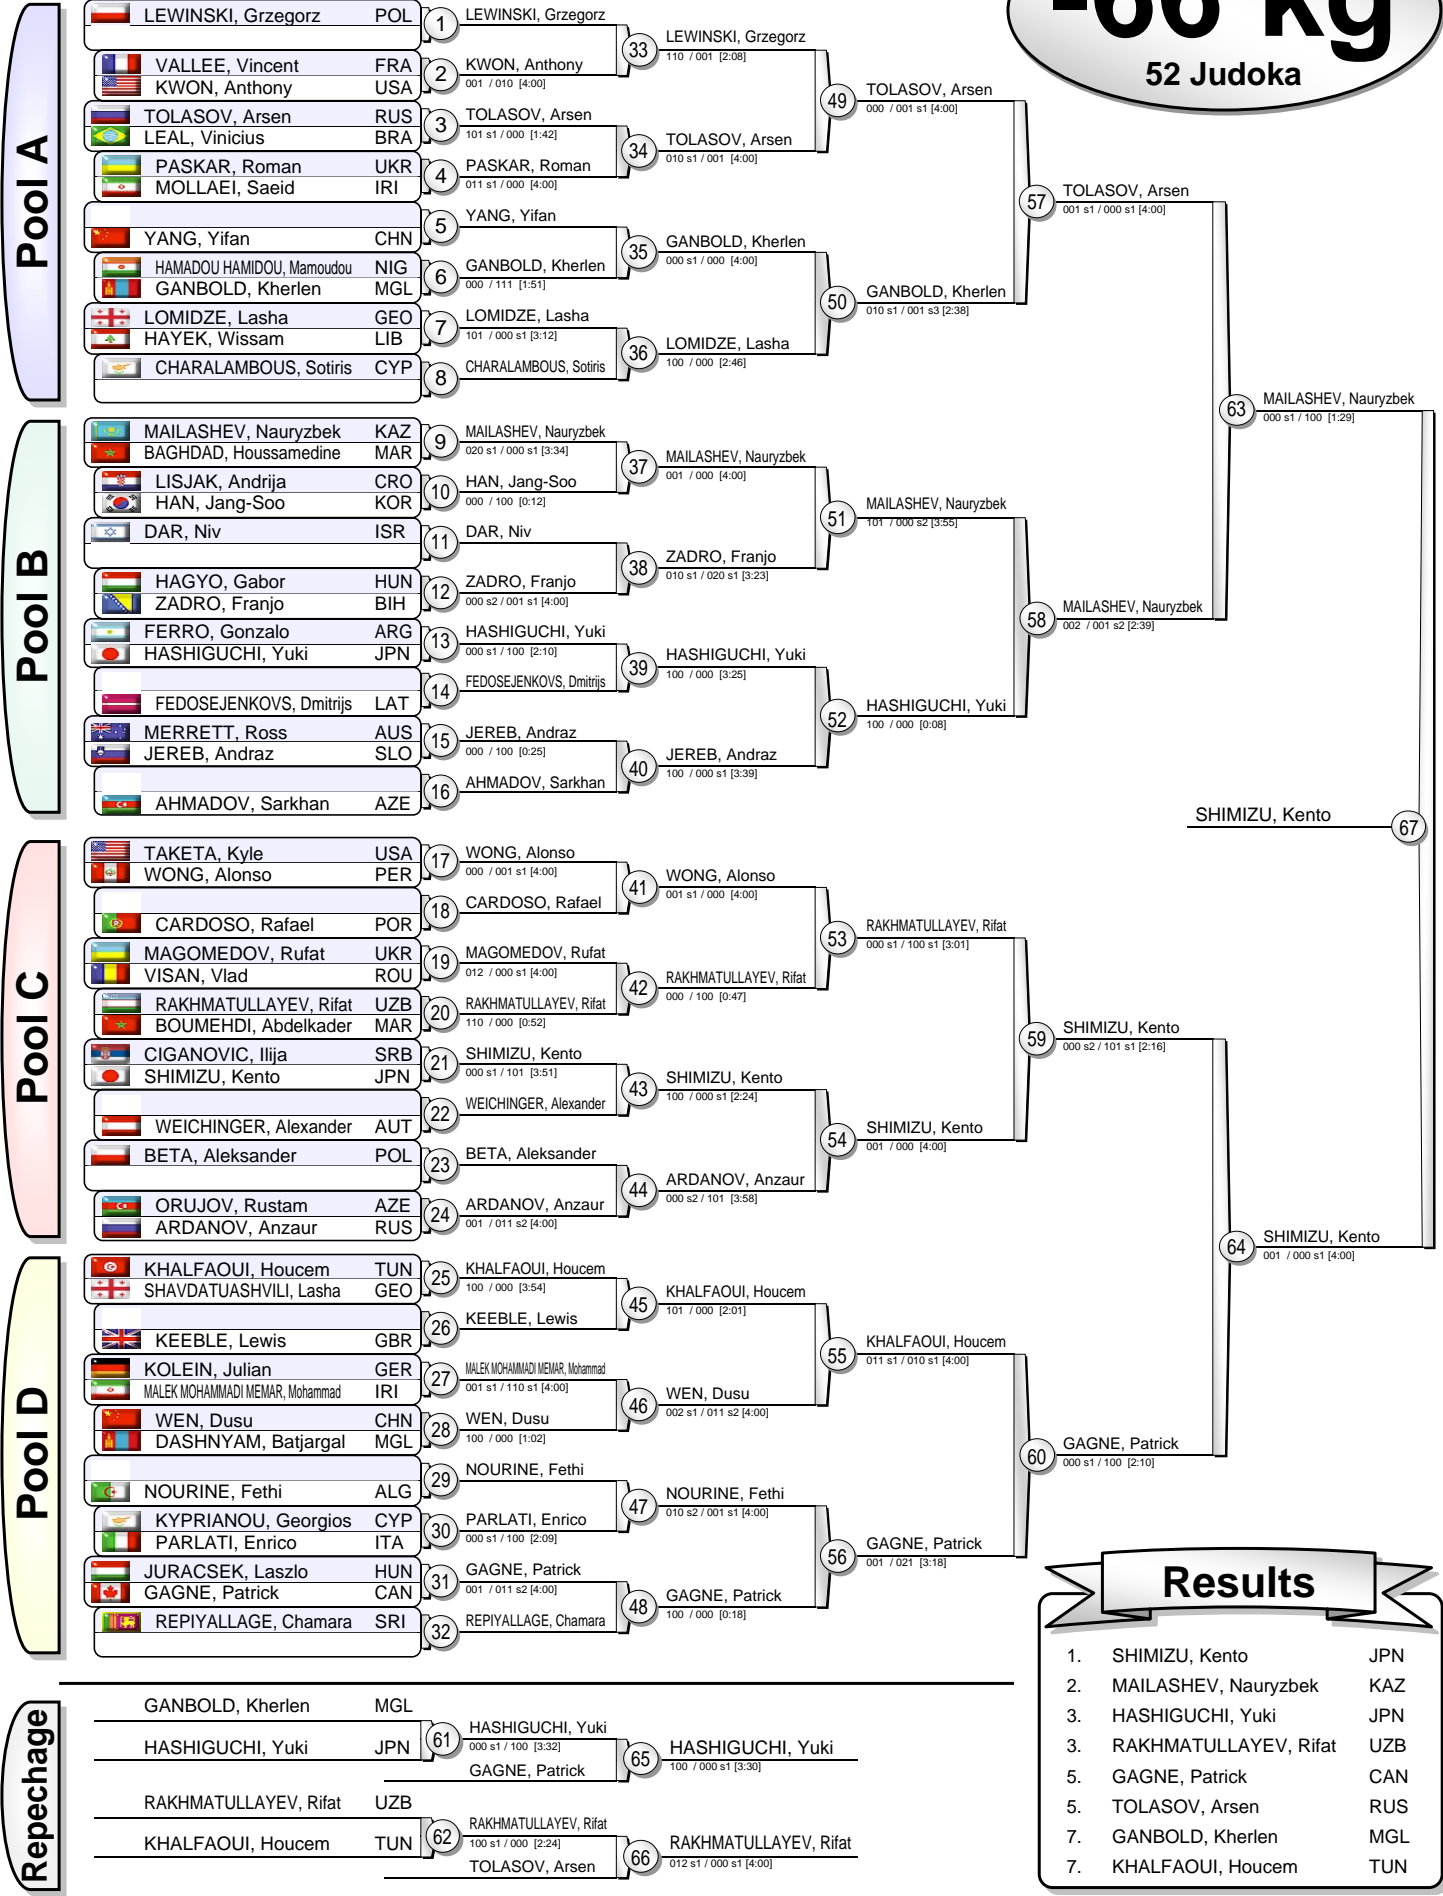 -66 kg
52 Judoka
Pool A
LEWINSKI, Grzegorz POL
VALLEE, Vincent FRA
KWON, Anthony USA
TOLASOV, Arsen RUS
LEAL, Vinicius BRA
PASKAR, Roman UKR
MOLLAEI, Saeid IRI
YANG, Yifan CHN
HAMADOU HAMIDOU, Mamoudou NIG
GANBOLD, Kherlen MGL
LOMIDZE, Lasha GEO
HAYEK, Wissam LIB
CHARALAMBOUS, Sotiris CYP
1 LEWINSKI, Grzegorz
2 KWON, Anthony
001 / 010 [4:00]
3 TOLASOV, Arsen
101 s1 / 000 [1:42]
4 PASKAR, Roman
011 s1 / 000 [4:00]
5 YANG, Yifan
6 GANBOLD, Kherlen
000 / 111 [1:51]
7 LOMIDZE, Lasha
101 / 000 s1 [3:12]
8 CHARALAMBOUS, Sotiris
33 LEWINSKI, Grzegorz
110 / 001 [2:08]
34 TOLASOV, Arsen
010 s1 / 001 [4:00]
35 GANBOLD, Kherlen
000 s1 / 000 [4:00]
36 LOMIDZE, Lasha
100 / 000 [2:46]
49 TOLASOV, Arsen
000 / 001 s1 [4:00]
50 GANBOLD, Kherlen
010 s1 / 001 s3 [2:38]
57 TOLASOV, Arsen
001 s1 / 000 s1 [4:00]
Pool B
MAILASHEV, Nauryzbek KAZ
BAGHDAD, Houssamedine MAR
LISJAK, Andrija CRO
HAN, Jang-Soo KOR
DAR, Niv ISR
HAGYO, Gabor HUN
ZADRO, Franjo BIH
FERRO, Gonzalo ARG
HASHIGUCHI, Yuki JPN
FEDOSEJENKOVS, Dmitrijs LAT
MERRETT, Ross AUS
JEREB, Andraz SLO
AHMADOV, Sarkhan AZE
9 MAILASHEV, Nauryzbek
020 s1 / 000 s1 [3:34]
10 HAN, Jang-Soo
000 / 100 [0:12]
11 DAR, Niv
12 ZADRO, Franjo
000 s2 / 001 s1 [4:00]
13 HASHIGUCHI, Yuki
000 s1 / 100 [2:10]
14 FEDOSEJENKOVS, Dmitrijs
15 JEREB, Andraz
000 / 100 [0:25]
16 AHMADOV, Sarkhan
37 MAILASHEV, Nauryzbek
001 / 000 [4:00]
38 ZADRO, Franjo
010 s1 / 020 s1 [3:23]
39 HASHIGUCHI, Yuki
100 / 000 [3:25]
40 JEREB, Andraz
100 / 000 s1 [3:39]
51 MAILASHEV, Nauryzbek
101 / 000 s2 [3:55]
52 HASHIGUCHI, Yuki
100 / 000 [0:08]
58 MAILASHEV, Nauryzbek
002 / 001 s2 [2:39]
63 MAILASHEV, Nauryzbek
000 s1 / 100 [1:29]
SHIMIZU, Kento 67
Pool C
TAKETA, Kyle USA
WONG, Alonso PER
CARDOSO, Rafael POR
MAGOMEDOV, Rufat UKR
VISAN, Vlad ROU
RAKHMATULLAYEV, Rifat UZB
BOUMEHDI, Abdelkader MAR
CIGANOVIC, Ilija SRB
SHIMIZU, Kento JPN
WEICHINGER, Alexander AUT
BETA, Aleksander POL
ORUJOV, Rustam AZE
ARDANOV, Anzaur RUS
17 WONG, Alonso
000 / 001 s1 [4:00]
18 CARDOSO, Rafael
19 MAGOMEDOV, Rufat
012 / 000 s1 [4:00]
20 RAKHMATULLAYEV, Rifat
110 / 000 [0:52]
21 SHIMIZU, Kento
000 s1 / 101 [3:51]
22 WEICHINGER, Alexander
23 BETA, Aleksander
24 ARDANOV, Anzaur
001 / 011 s2 [4:00]
41 WONG, Alonso
001 s1 / 000 [4:00]
42 RAKHMATULLAYEV, Rifat
000 / 100 [0:47]
43 SHIMIZU, Kento
100 / 000 s1 [2:24]
44 ARDANOV, Anzaur
000 s2 / 101 [3:58]
53 RAKHMATULLAYEV, Rifat
000 s1 / 100 s1 [3:01]
54 SHIMIZU, Kento
001 / 000 [4:00]
59 SHIMIZU, Kento
000 s2 / 101 s1 [2:16]
64 SHIMIZU, Kento
001 / 000 s1 [4:00]
Pool D
KHALFAOUI, Houcem TUN
SHAVDATUASHVILI, Lasha GEO
KEEBLE, Lewis GBR
KOLEIN, Julian GER
MALEK MOHAMMADI MEMAR, Mohammad IRI
WEN, Dusu CHN
DASHNYAM, Batjargal MGL
NOURINE, Fethi ALG
KYPRIANOU, Georgios CYP
PARLATI, Enrico ITA
JURACSEK, Laszlo HUN
GAGNE, Patrick CAN
REPIYALLAGE, Chamara SRI
25 KHALFAOUI, Houcem
100 / 000 [3:54]
26 KEEBLE, Lewis
27 MALEK MOHAMMADI MEMAR, Mohammad
001 s1 / 110 s1 [4:00]
28 WEN, Dusu
100 / 000 [1:02]
29 NOURINE, Fethi
30 PARLATI, Enrico
000 s1 / 100 [2:09]
31 GAGNE, Patrick
001 / 011 s2 [4:00]
32 REPIYALLAGE, Chamara
45 KHALFAOUI, Houcem
101 / 000 [2:01]
46 WEN, Dusu
002 s1 / 011 s2 [4:00]
47 NOURINE, Fethi
010 s2 / 001 s1 [4:00]
48 GAGNE, Patrick
100 / 000 [0:18]
55 KHALFAOUI, Houcem
011 s1 / 010 s1 [4:00]
56 GAGNE, Patrick
001 / 021 [3:18]
60 GAGNE, Patrick
000 s1 / 100 [2:10]
Repechage
GANBOLD, Kherlen MGL
HASHIGUCHI, Yuki JPN
RAKHMATULLAYEV, Rifat UZB
KHALFAOUI, Houcem TUN
61 HASHIGUCHI, Yuki
000 s1 / 100 [3:32]
GAGNE, Patrick
62 RAKHMATULLAYEV, Rifat
100 s1 / 000 [2:24]
TOLASOV, Arsen
65 HASHIGUCHI, Yuki
100 / 000 s1 [3:30]
66 RAKHMATULLAYEV, Rifat
012 s1 / 000 s1 [4:00]
Results
1. SHIMIZU, Kento JPN
2. MAILASHEV, Nauryzbek KAZ
3. HASHIGUCHI, Yuki JPN
3. RAKHMATULLAYEV, Rifat UZB
5. GAGNE, Patrick CAN
5. TOLASOV, Arsen RUS
7. GANBOLD, Kherlen MGL
7. KHALFAOUI, Houcem TUN